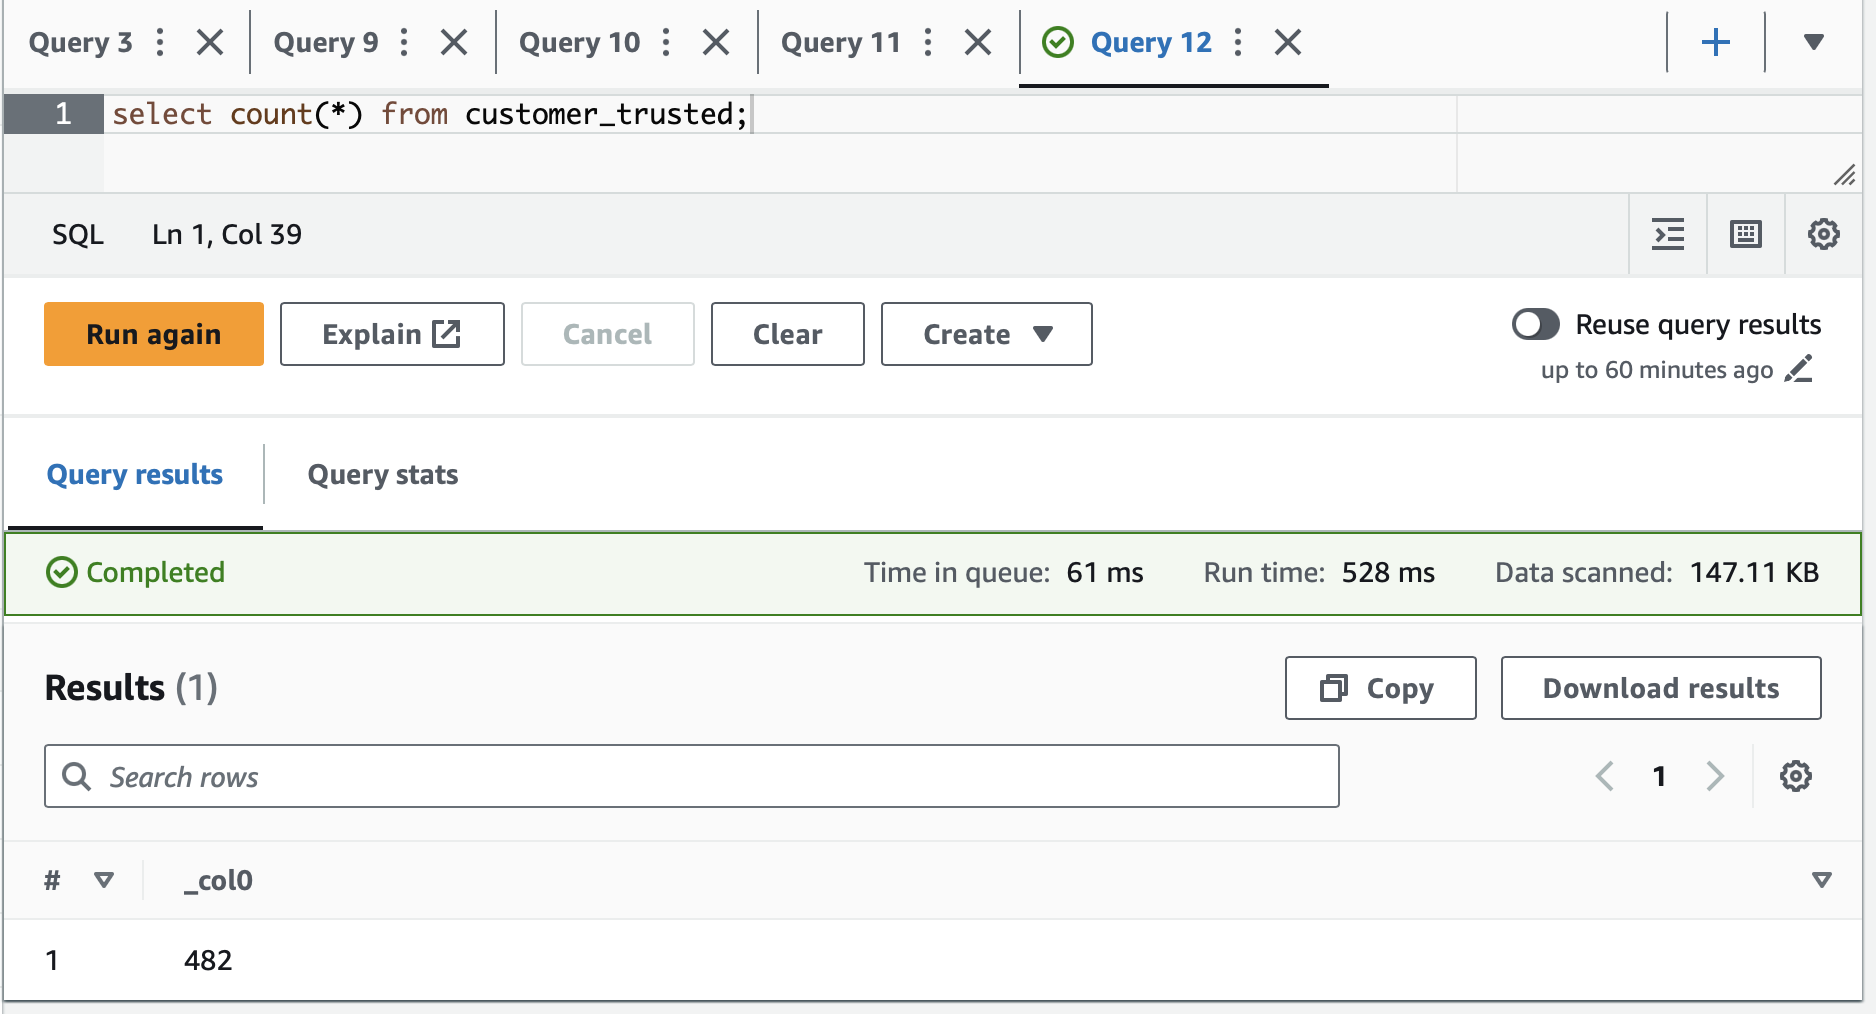 Query 3 Query 9 Query 10 Query 11 Query 12
1 select count(*) from customer_trusted;
SQL Ln 1, Col 39
Run again Explain Cancel Clear Create Reuse query results
up to 60 minutes ago
Query results Query stats
Completed Time in queue: 61 ms Run time: 528 ms Data scanned: 147.11 KB
Results (1) Copy Download results
Search rows 1
# _col0
1 482